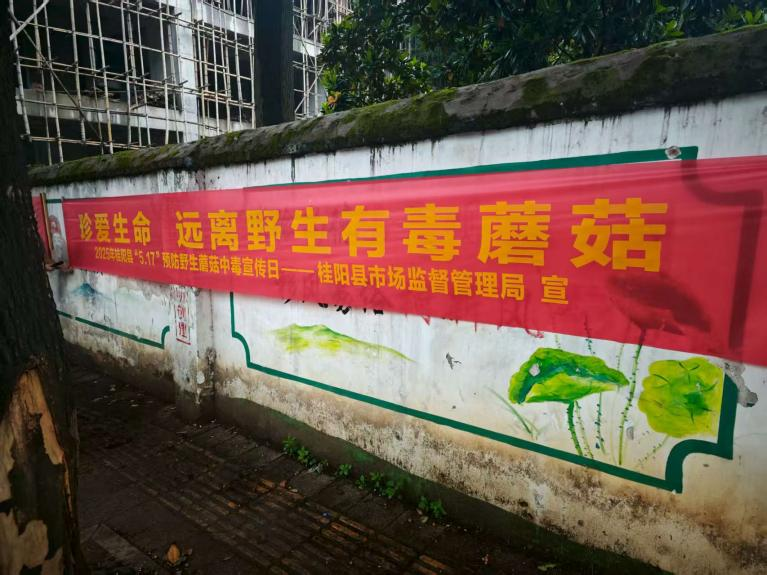 珍爱生命 远离野生有毒蘑菇
2025年桂阳县“5.17”预防野生蘑菇中毒宣传日——桂阳县市场监督管理局 宣